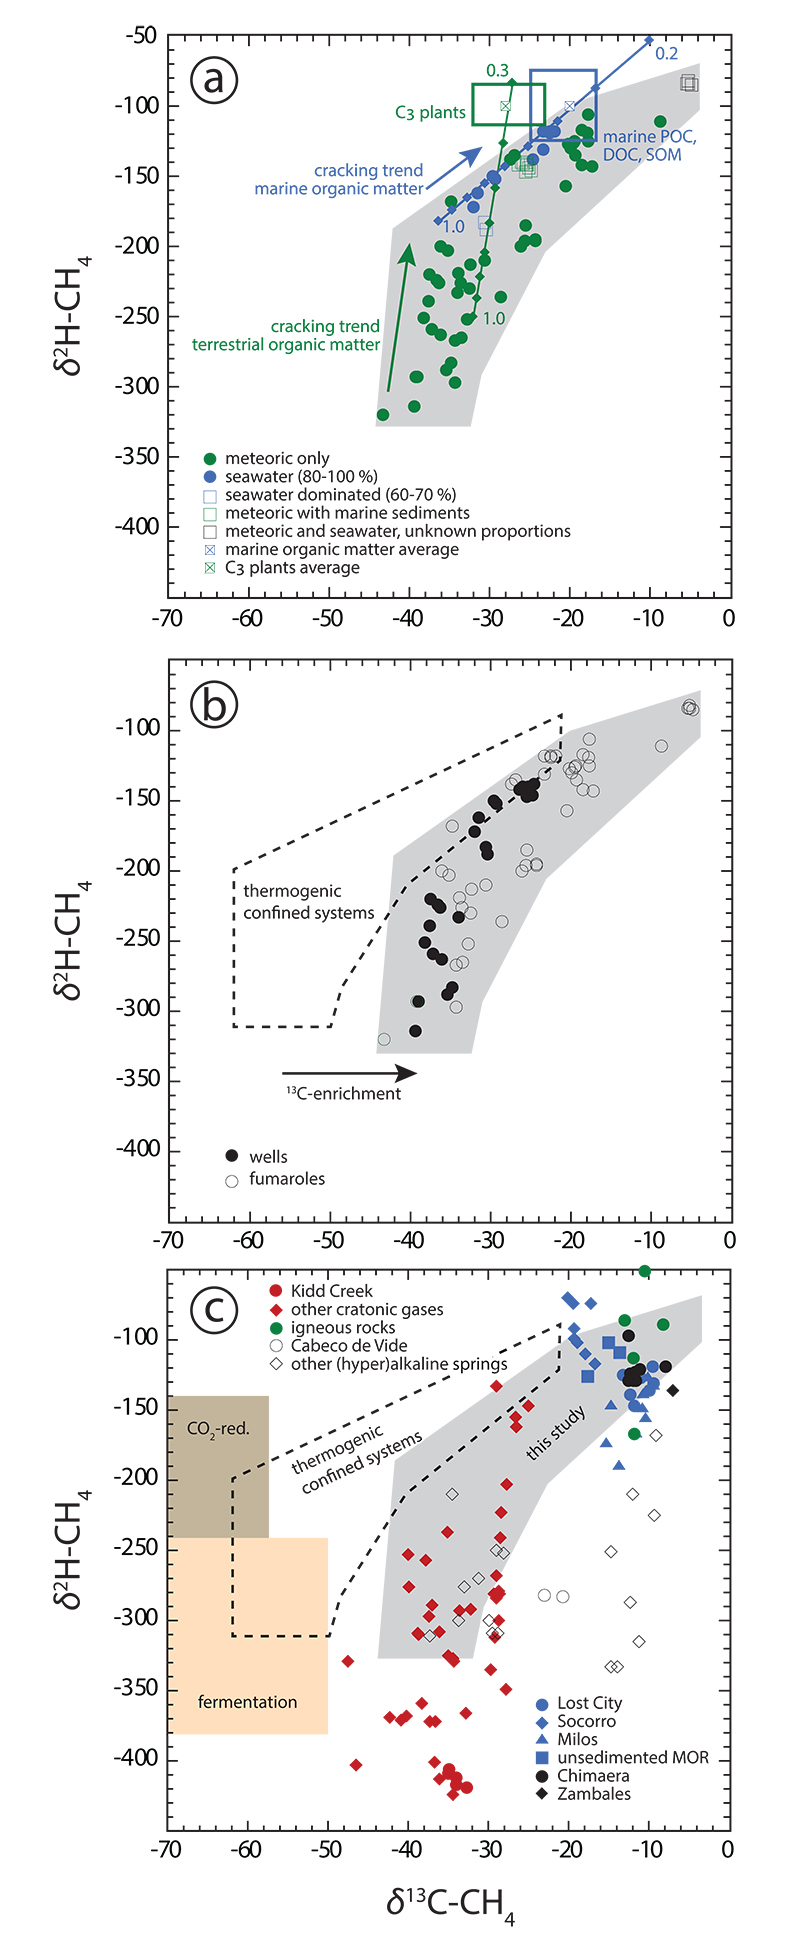 -50
a
0.3
0.2
-100
C3 plants
marine POC,
DOC, SOM
cracking trend
marine organic matter
-150
1.0
-200
δ²H-CH₄
-250
1.0
cracking trend
terrestrial organic matter
-300
-350
meteoric only
seawater (80-100 %)
seawater dominated (60-70 %)
meteoric with marine sediments
meteoric and seawater, unknown proportions
marine organic matter average
C3 plants average
-400
-70 -60 -50 -40 -30 -20 -10 0
b
-100
-150
-200
thermogenic
confined systems
δ²H-CH₄
-250
-300
-350
¹³C-enrichment
-400
wells
fumaroles
-70 -60 -50 -40 -30 -20 -10 0
c
Kidd Creek
other cratonic gases
igneous rocks
Cabeco de Vide
other (hyper)alkaline springs
-100
-150
CO₂-red.
thermogenic
confined systems
this study
-200
δ²H-CH₄
-250
-300
-350
fermentation
Lost City
Socorro
Milos
unsedimented MOR
Chimaera
Zambales
-400
-70 -60 -50 -40 -30 -20 -10 0
δ¹³C-CH₄